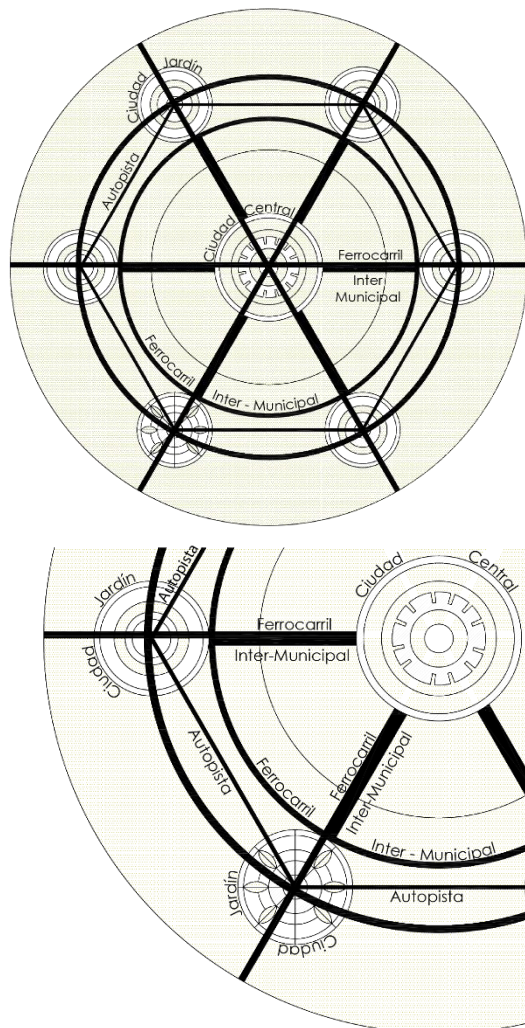 Ciudad Jardín
Autopista
Ciudad Central
Ferrocarril
Inter
Municipal
Ferrocarril Inter - Municipal
Ciudad Central
Jardín
Autopista
Ciudad
Ferrocarril
Inter-Municipal
Autopista
Ferrocarril
Inter-Municipal
Ferrocarril Inter - Municipal
Autopista
Jardín Ciudad